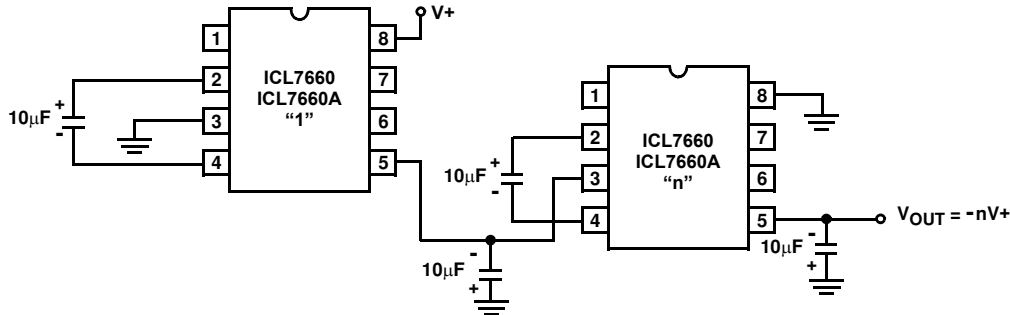 V+
1
2
3
4
8
7
6
5
ICL7660
ICL7660A
“1”
10µF
+
-
1
2
3
4
8
7
6
5
ICL7660
ICL7660A
“n”
10µF
+
-
10µF
-
+
10µF
-
+
VOUT = -nV+